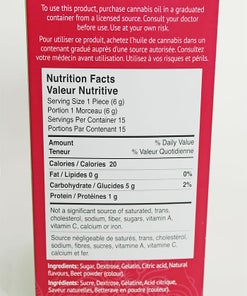 to use this product, purchase cannabis oil in a graduated
container from a licensed source. Consult your doctor
before use. Use at your own risk.
Pour utiliser ce produit, achetez l'huile de cannabis dans un
contenant gradué auprès d'une source autorisée. Consultez
votre médecin avant utilisation. Utilisez à vos risques et périls.
Nutrition Facts
Valeur Nutritive
Serving Size 1 Piece (6 g)
Portion 1 Morceau (6 g)
Servings Per Container 15
Portions Par Contenant 15
Amount % Daily Value
Teneur % Valeur Quotidienne
Calories / Calories 20
Fat / Lipides 0 g 0%
Carbohydrate / Glucides 5 g 2%
Protein / Protéines 1 g
Not a significant source of saturated, trans,
cholesterol, sodium, fiber, sugars, vitamin A,
vitamin C, calcium or iron.
Source négligeable de saturés, trans, cholestrol,
sodium, fibres, sucres, vitamine A, vitamine C,
calcium et fer.
Ingredients: Sugar, Dextrose, Gelatin, Citric acid, Natural
flavours, Beet powder (colour).
Ingrédients: Sucre, Dextrose, Gélatine, Acide citrique,
Saveur naturelles, Betterave en poudre (couleur).